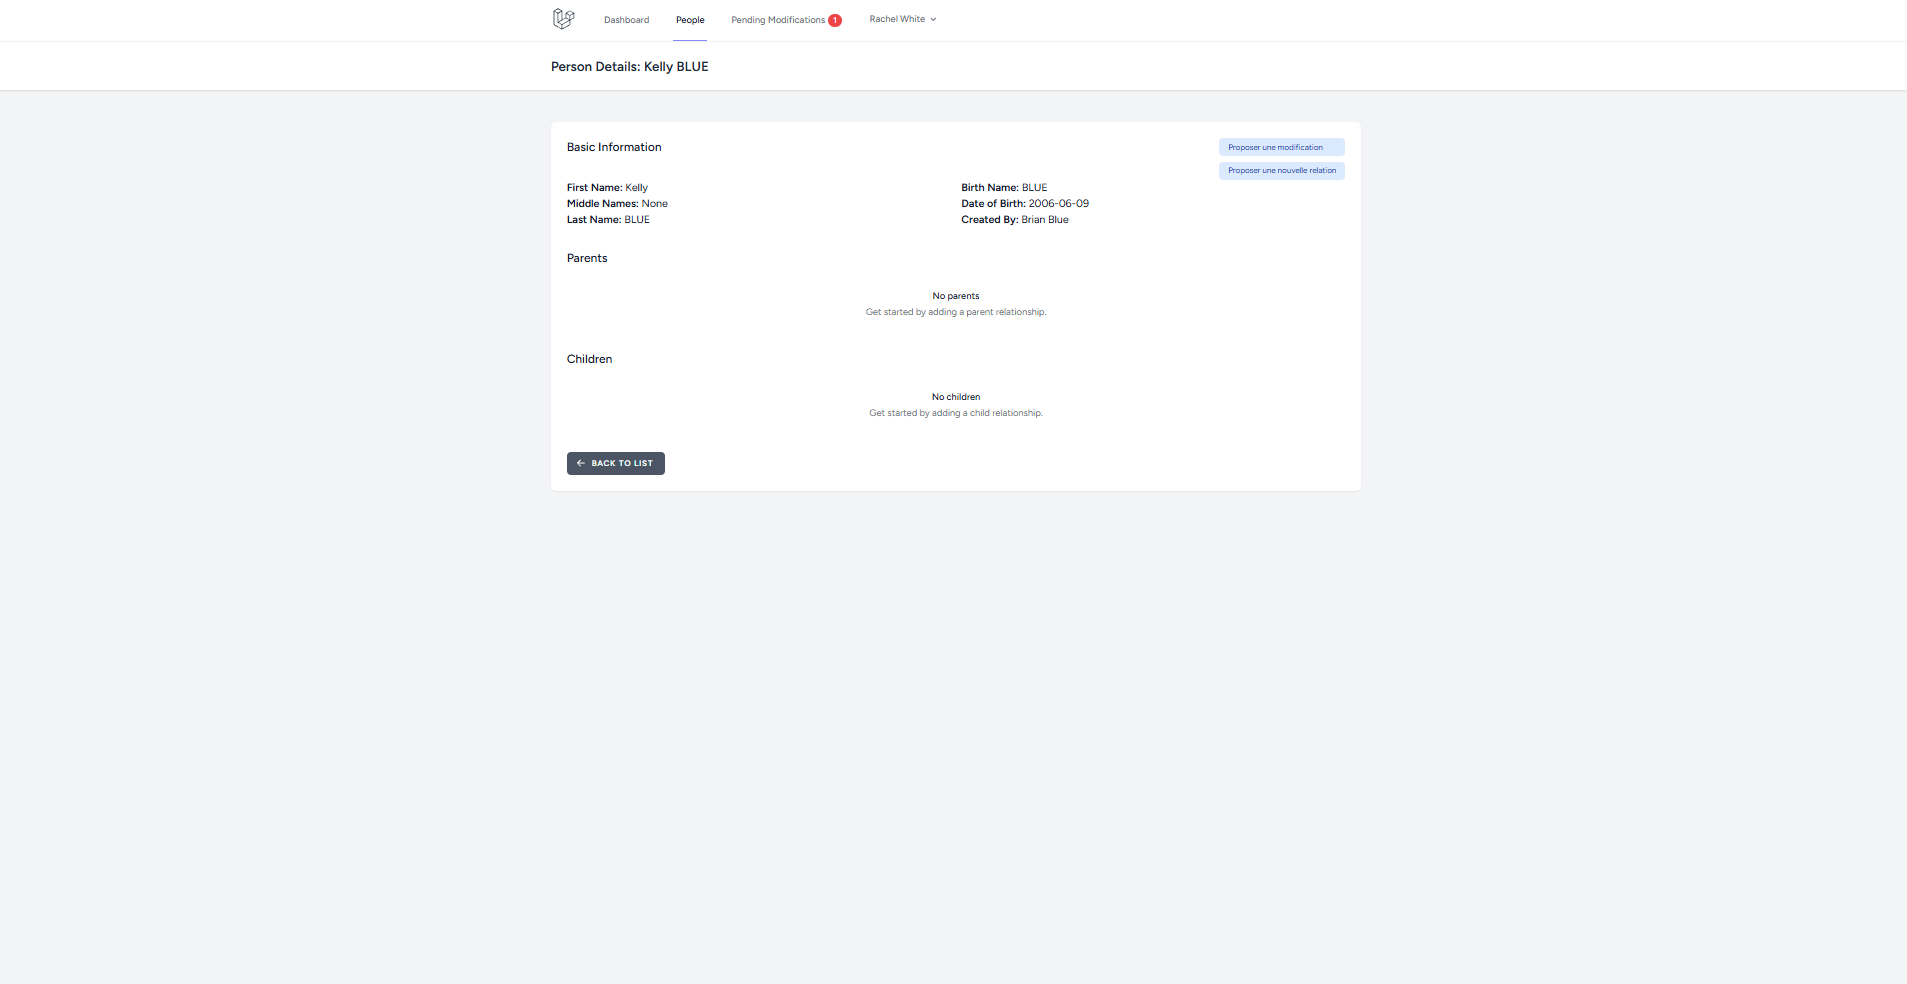 Dashboard People Pending Modifications 1 Rachel White
Person Details: Kelly BLUE
Basic Information
Proposer une modification
Proposer une nouvelle relation
First Name: Kelly
Middle Names: None
Last Name: BLUE
Birth Name: BLUE
Date of Birth: 2006-06-09
Created By: Brian Blue
Parents
No parents
Get started by adding a parent relationship.
Children
No children
Get started by adding a child relationship.
BACK TO LIST